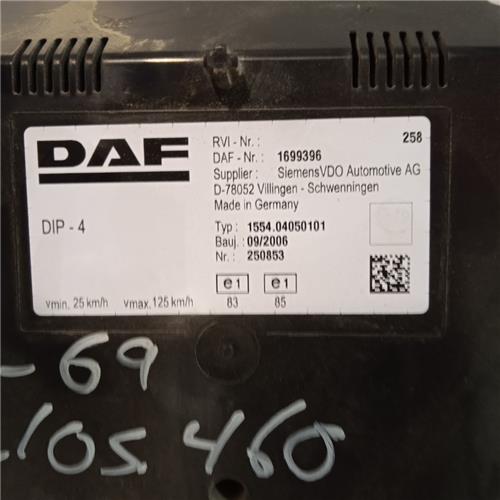 DAF
DIP - 4
vmin. 25 km/h vmax. 125 km/h
RVI - Nr. : 258
DAF - Nr. : 1699396
Supplier : SiemensVDO Automotive AG
D-78052 Villingen - Schwenningen
Made in Germany
Typ : 1554.04050101
Bauj. : 09/2006
Nr. : 250853
e1 e1
83 85
- 69
105 460